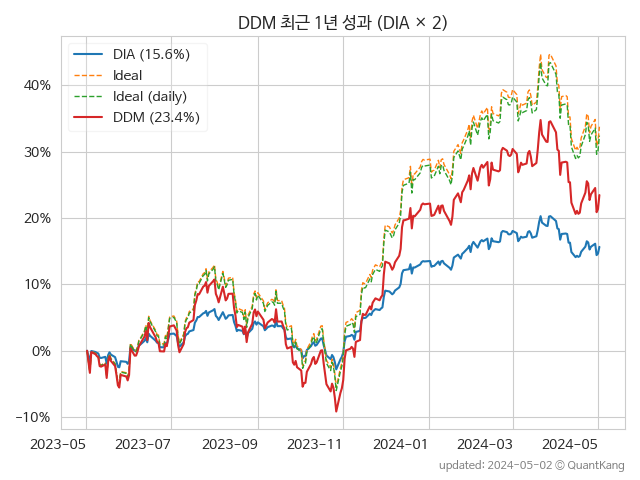 DDM 최근 1년 성과 (DIA × 2)
DIA (15.6%)
Ideal
Ideal (daily)
DDM (23.4%)
40%
30%
20%
10%
0%
−10%
2023-05 2023-07 2023-09 2023-11 2024-01 2024-03 2024-05
updated: 2024-05-02 © QuantKang